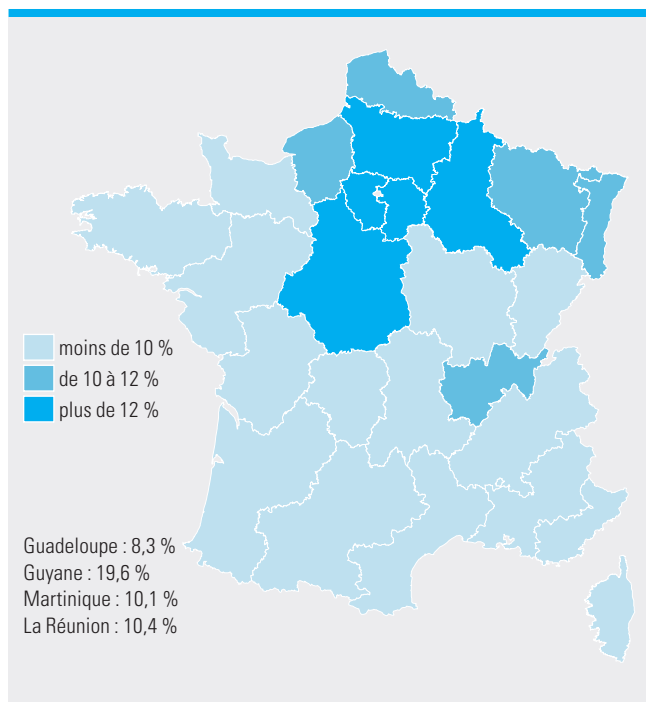 moins de 10 %
de 10 à 12 %
plus de 12 %
Guadeloupe : 8,3 %
Guyane : 19,6 %
Martinique : 10,1 %
La Réunion : 10,4 %